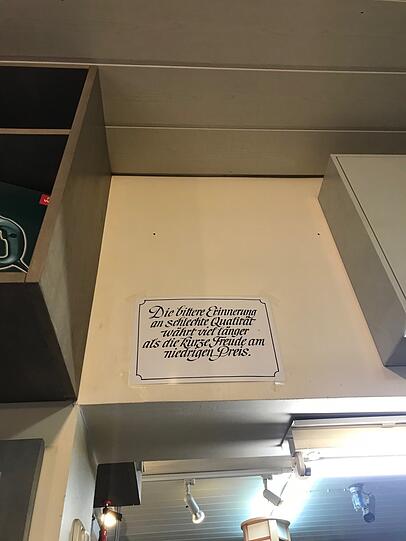 Die bittere Erinnerung
an schlechte Qualität
währt viel länger
als die kurze Freude am
niedrigen Preis.